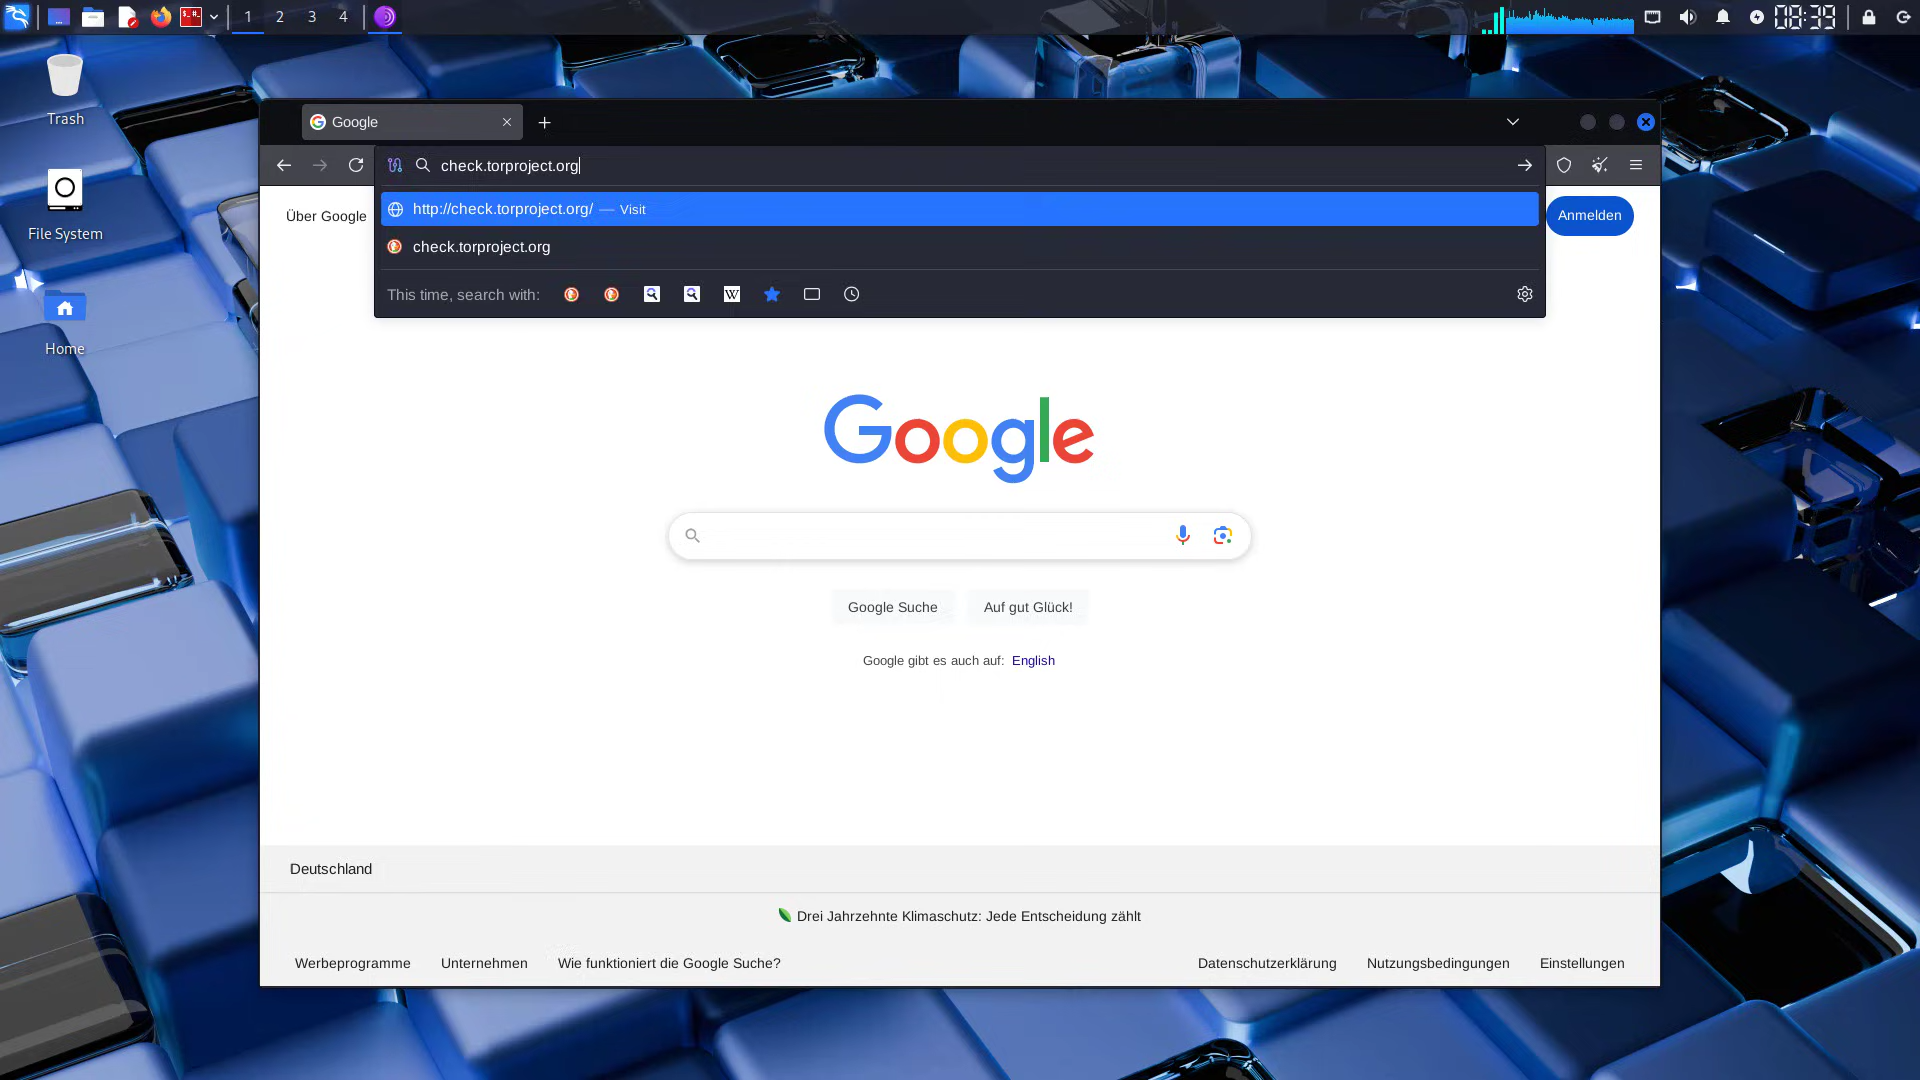 1 2 3 4
08:39
Trash
File System
Home
Google
check.torproject.org
http://check.torproject.org/ — Visit
check.torproject.org
This time, search with:
W
Über Google
Anmelden
Google
Google Suche
Auf gut Glück!
Google gibt es auch auf: English
Deutschland
Drei Jahrzehnte Klimaschutz: Jede Entscheidung zählt
Werbeprogramme
Unternehmen
Wie funktioniert die Google Suche?
Datenschutzerklärung
Nutzungsbedingungen
Einstellungen